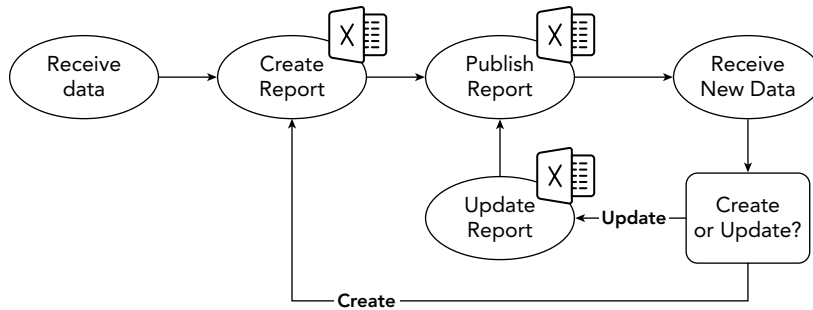 Receive
data
Create
Report
X
Publish
Report
X
Receive
New Data
Update
Report
X
Update
Create
or Update?
Create